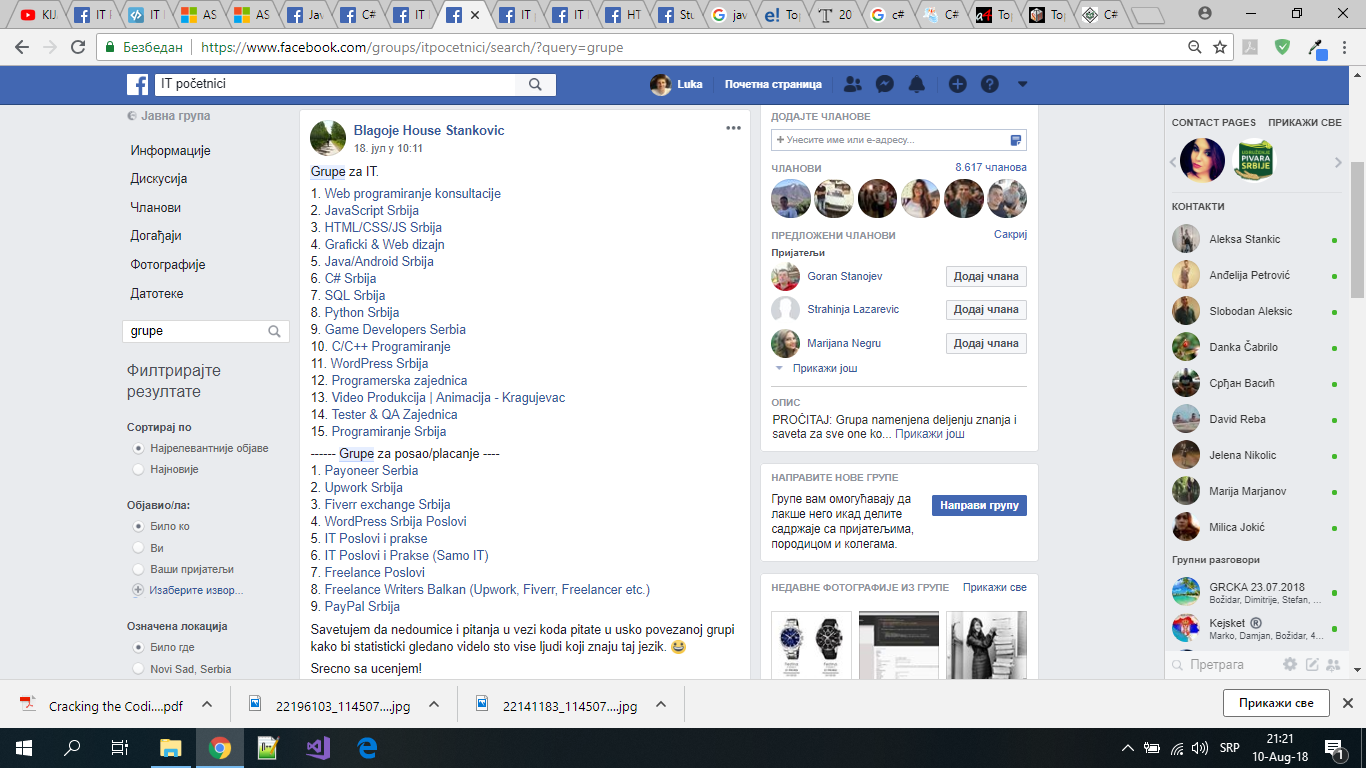 KIJ
IT I
IT I
AS
AS
Jav
C#
IT I
IT p
IT I
HT
Stu
jav
Top
20
c#
C#
Top
Top
C#
Безбедан
https://www.facebook.com/groups/itpocetnici/search/?query=grupe
IT početnici
Luka
Почетна страница
Јавна група
Информације
Дискусија
Чланови
Догађаји
Фотографије
Датотеке
grupe
Филтрирајте
резултате
Сортирај по
Најрелевантније објаве
Најновије
Објавио/ла:
Било ко
Ви
Ваши пријатељи
Изаберите извор...
Означена локација
Било где
Novi Sad, Serbia
Blagoje House Stankovic
18. јул у 10:11
Grupe za IT.
1. Web programiranje konsultacije
2. JavaScript Srbija
3. HTML/CSS/JS Srbija
4. Graficki & Web dizajn
5. Java/Android Srbija
6. C# Srbija
7. SQL Srbija
8. Python Srbija
9. Game Developers Serbia
10. C/C++ Programiranje
11. WordPress Srbija
12. Programerska zajednica
13. Video Produkcija | Animacija - Kragujevac
14. Tester & QA Zajednica
15. Programiranje Srbija
------ Grupe za posao/placanje ----
1. Payoneer Serbia
2. Upwork Srbija
3. Fiverr exchange Srbija
4. WordPress Srbija Poslovi
5. IT Poslovi i prakse
6. IT Poslovi i Prakse (Samo IT)
7. Freelance Poslovi
8. Freelance Writers Balkan (Upwork, Fiverr, Freelancer etc.)
9. PayPal Srbija
Savetujem da nedoumice i pitanja u vezi koda pitate u usko povezanoj grupi
kako bi statisticki gledano videlo sto vise ljudi koji znaju taj jezik. 😂
Srecno sa ucenjem!
ДОДАЈТЕ ЧЛАНОВЕ
Унесите име или е-адресу...
ЧЛАНОВИ
8.617 чланова
ПРЕДЛОЖЕНИ ЧЛАНОВИ
Сакриј
Пријатељи
Goran Stanojev
Додај члана
Strahinja Lazarevic
Додај члана
Marijana Negru
Додај члана
Прикажи још
ОПИС
PROČITAJ: Grupa namenjena deljenju znanja i
saveta za sve one ko... Прикажи још
НАПРАВИТЕ НОВЕ ГРУПЕ
Групе вам омогућавају да
лакше него икад делите
садржаје са пријатељима,
породицом и колегама.
Направи групу
НЕДАВНЕ ФОТОГРАФИЈЕ ИЗ ГРУПЕ
Прикажи све
CONTACT PAGES
ПРИКАЖИ СВЕ
UDRUŽENJE
PIVARA
SRBIJE
КОНТАКТИ
Aleksa Stankic
Anđelija Petrović
Slobodan Aleksic
Danka Čabrilo
Срђан Васић
David Reba
Jelena Nikolic
Marija Marjanov
Milica Jokić
Групни разговори
GRCKA 23.07.2018
Božidar, Dimitrije, Stefan, ...
Kejsket ®
Marko, Damjan, Božidar, 4...
Претрага
Cracking the Codi....pdf
22196103_114507....jpg
22141183_114507....jpg
Прикажи све
SRP
21:21
10-Aug-18
1